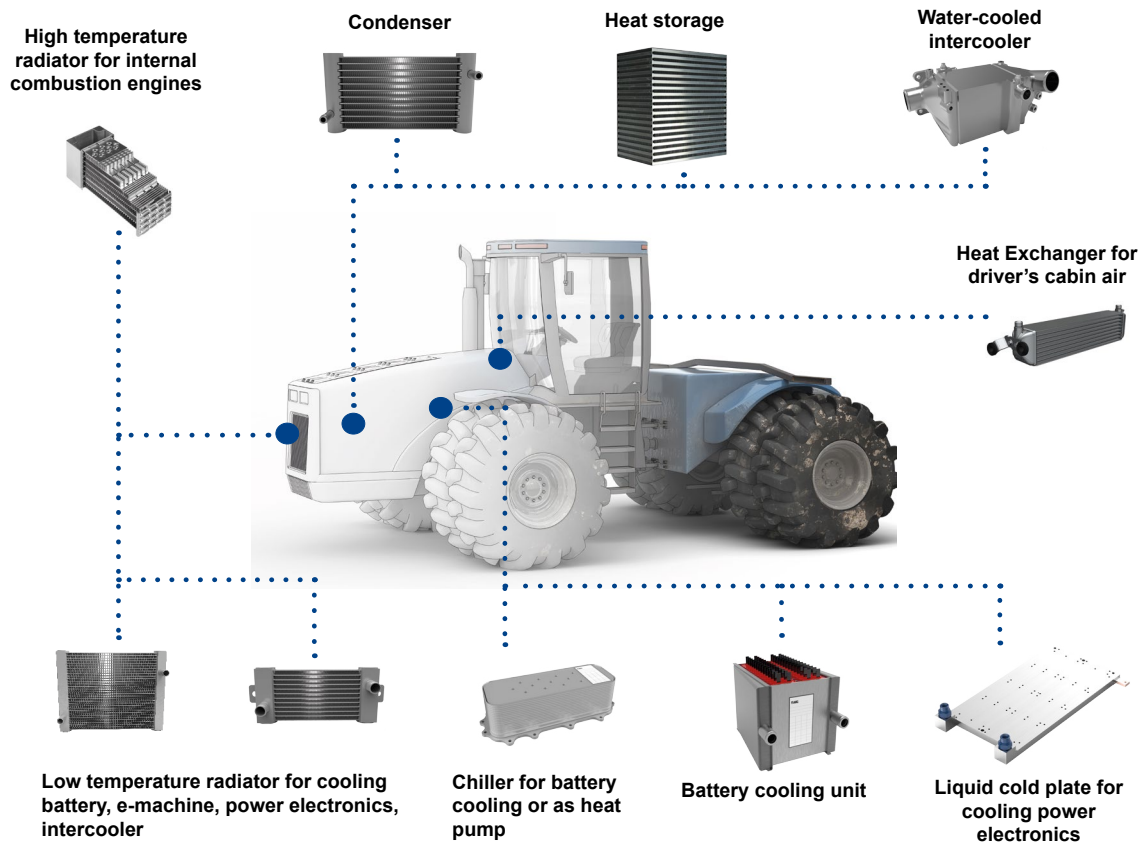 High temperature
radiator for internal
combustion engines
Condenser
Heat storage
Water-cooled
intercooler
Heat Exchanger for
driver’s cabin air
Low temperature radiator for cooling
battery, e-machine, power electronics,
intercooler
Chiller for battery
cooling or as heat
pump
Battery cooling unit
Liquid cold plate for
cooling power
electronics